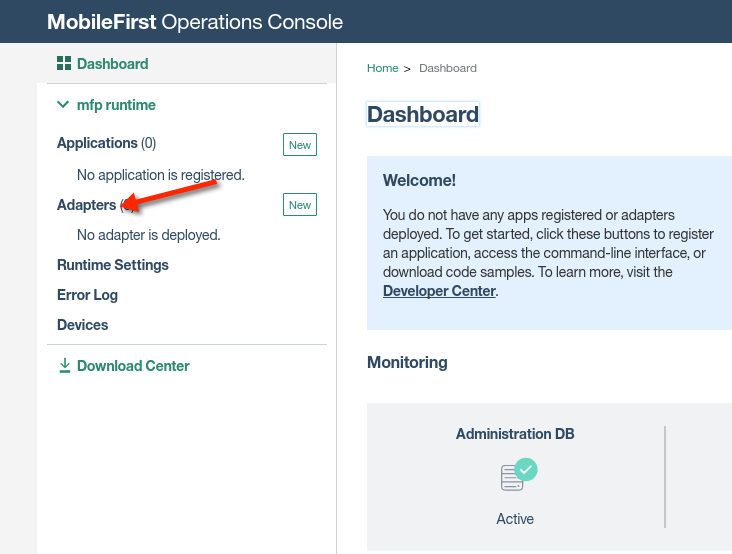 MobileFirst Operations Console
Dashboard
mfp runtime
Applications (0)
New
No application is registered.
Adapters
New
No adapter is deployed.
Runtime Settings
Error Log
Devices
Download Center
Home > Dashboard
Dashboard
Welcome!
You do not have any apps registered or adapters
deployed. To get started, click these buttons to register
an application, access the command-line interface, or
download code samples. To learn more, visit the
Developer Center.
Monitoring
Administration DB
Active